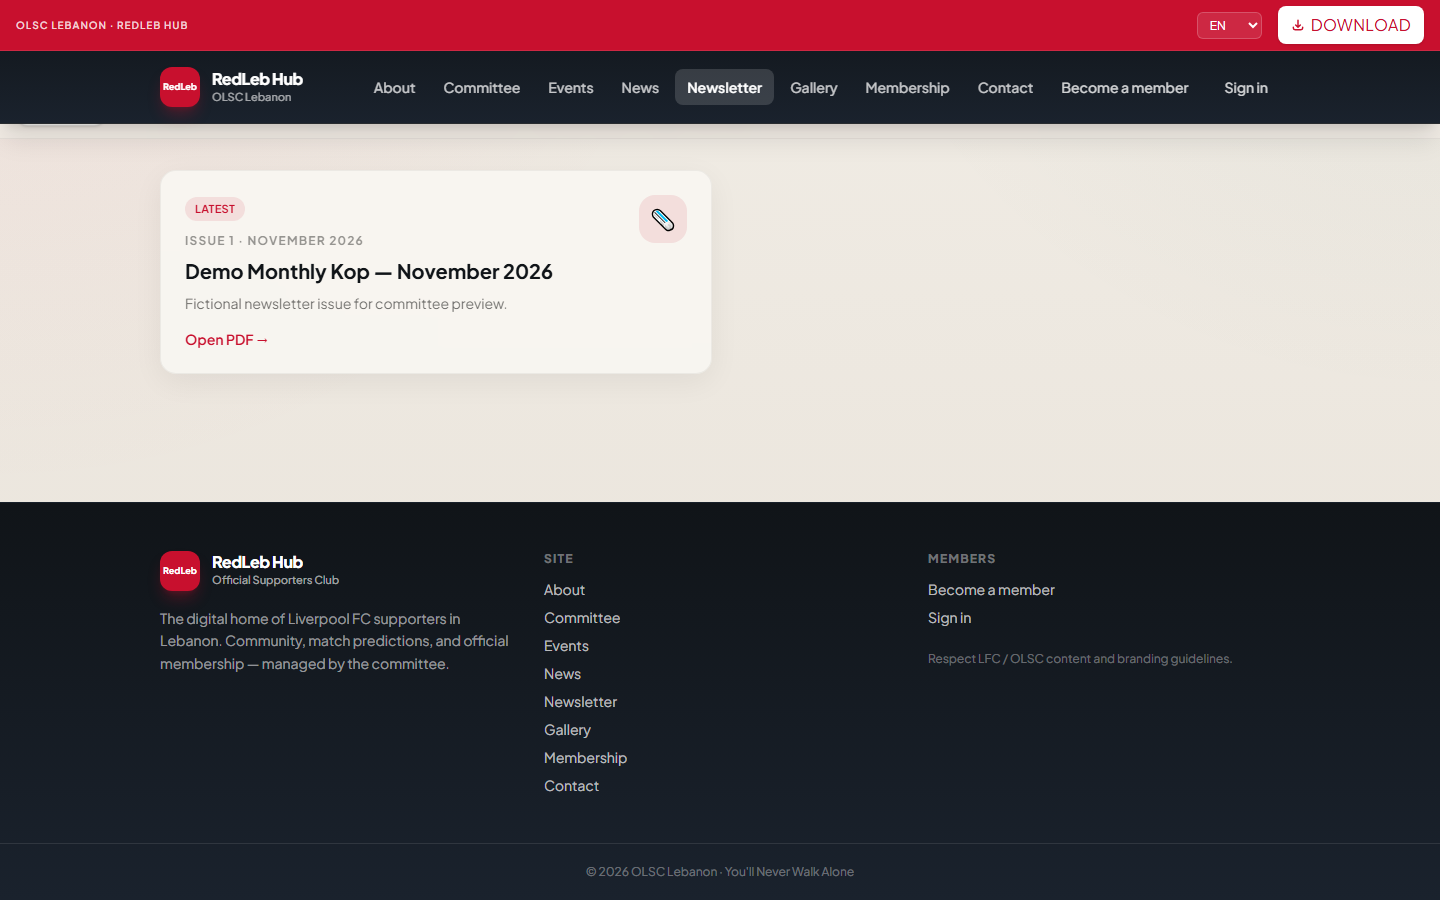 OLSC LEBANON · REDLEB HUB
EN
DOWNLOAD
RedLeb
RedLeb Hub
OLSC Lebanon
About
Committee
Events
News
Newsletter
Gallery
Membership
Contact
Become a member
Sign in
LATEST
ISSUE 1 · NOVEMBER 2026
Demo Monthly Kop — November 2026
Fictional newsletter issue for committee preview.
Open PDF →
RedLeb
RedLeb Hub
Official Supporters Club
The digital home of Liverpool FC supporters in
Lebanon. Community, match predictions, and official
membership — managed by the committee.
SITE
About
Committee
Events
News
Newsletter
Gallery
Membership
Contact
MEMBERS
Become a member
Sign in
Respect LFC / OLSC content and branding guidelines.
© 2026 OLSC Lebanon · You'll Never Walk Alone